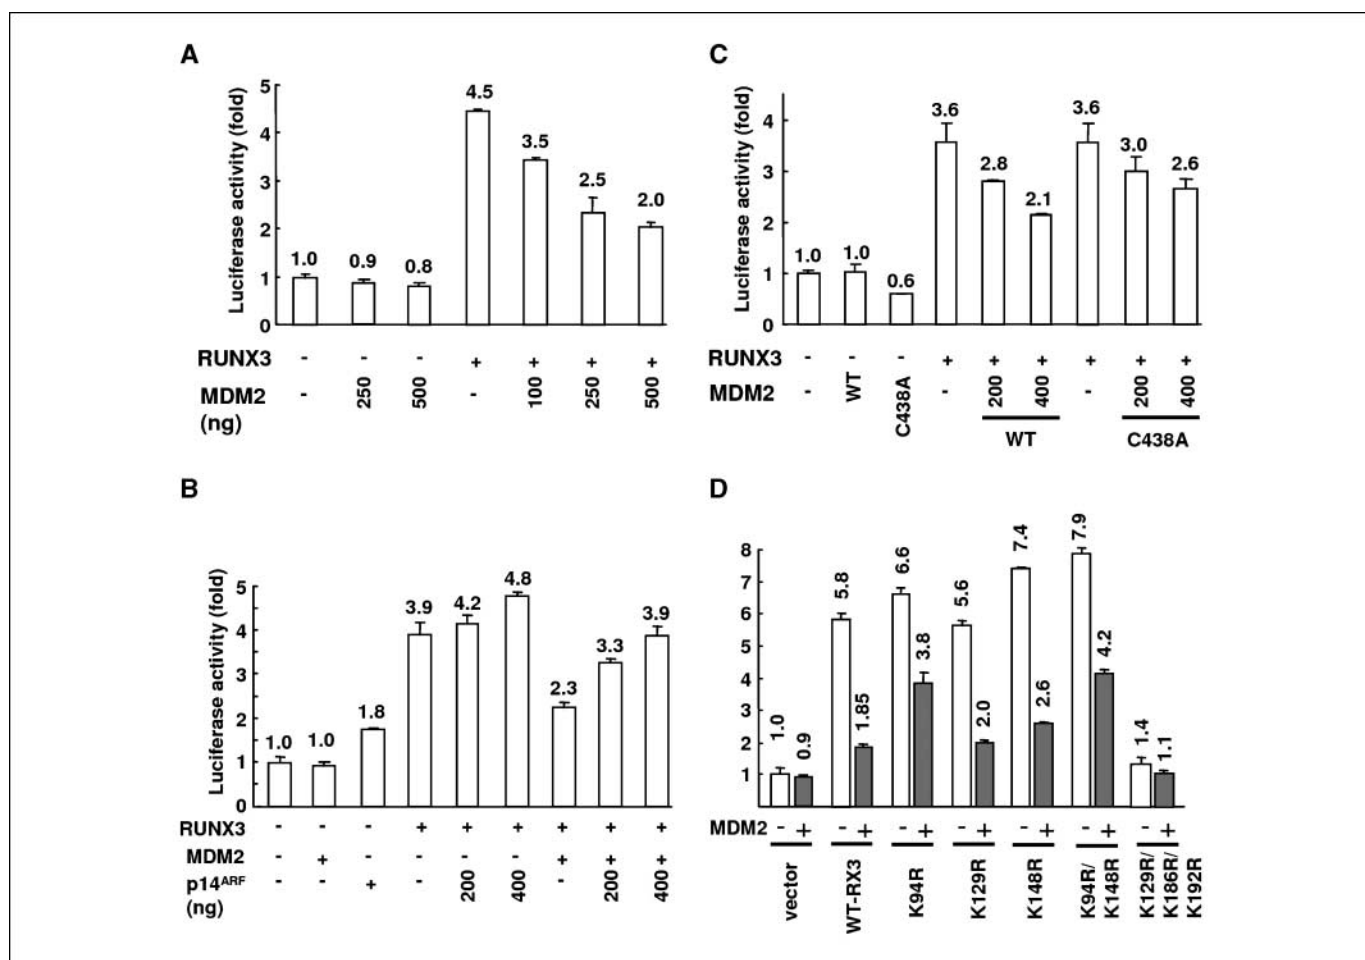 A
Luciferase activity (fold)
5
4
3
2
1
0
1.0 0.9 0.8 4.5 3.5 2.5 2.0
RUNX3 - - - + + + +
MDM2 - 250 500 - 100 250 500
(ng)
C
Luciferase activity (fold)
4
3
2
1
0
1.0 1.0 0.6 3.6 2.8 2.1 3.6 3.0 2.6
RUNX3 - - - + + + + + +
MDM2 - WT C438A - 200 400 - 200 400
WT C438A
B
Luciferase activity (fold)
5
4
3
2
1
0
1.0 1.0 1.8 3.9 4.2 4.8 2.3 3.3 3.9
RUNX3 - - - + + + + + +
MDM2 - + - - - - + + +
p14ARF - - + - 200 400 - 200 400
(ng)
D
8
7
6
5
4
3
2
1
1.0 0.9 5.8 1.85 6.6 3.8 5.6 2.0 7.4 2.6 7.9 4.2 1.4 1.1
MDM2 - + - + - + - + - + - + - +
vector
WT-RX3
K94R
K129R
K148R
K94R/
K148R
K129R/
K186R/
K192R